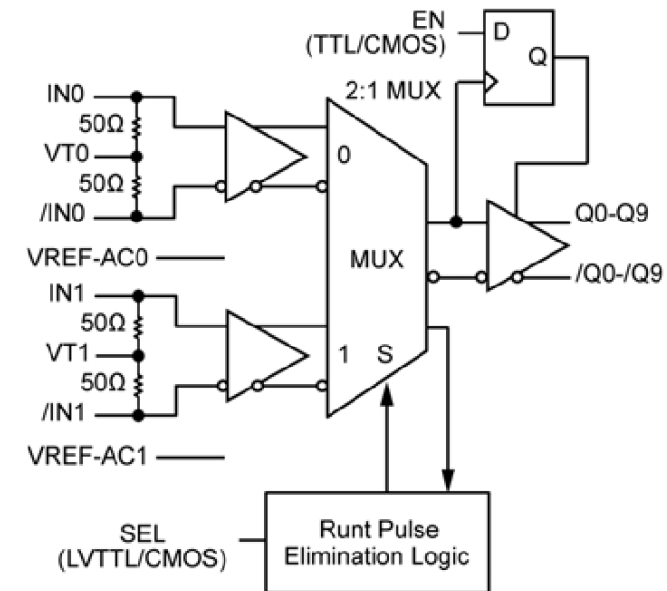 EN
(TTL/CMOS)
D
Q
2:1 MUX
IN0
50Ω
VT0
50Ω
/IN0
VREF-AC0
IN1
50Ω
VT1
50Ω
/IN1
VREF-AC1
0
MUX
1 S
Q0-Q9
/Q0-/Q9
SEL
(LVTTL/CMOS)
Runt Pulse
Elimination Logic